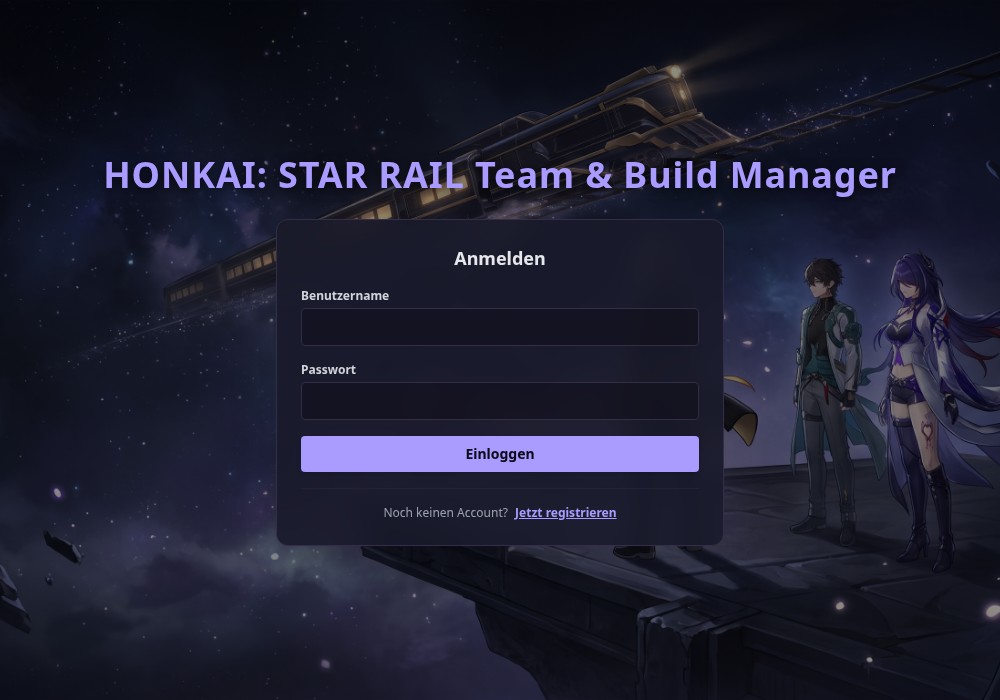 HONKAI: STAR RAIL Team & Build Manager
Anmelden
Benutzername
Passwort
Einloggen
Noch keinen Account? Jetzt registrieren